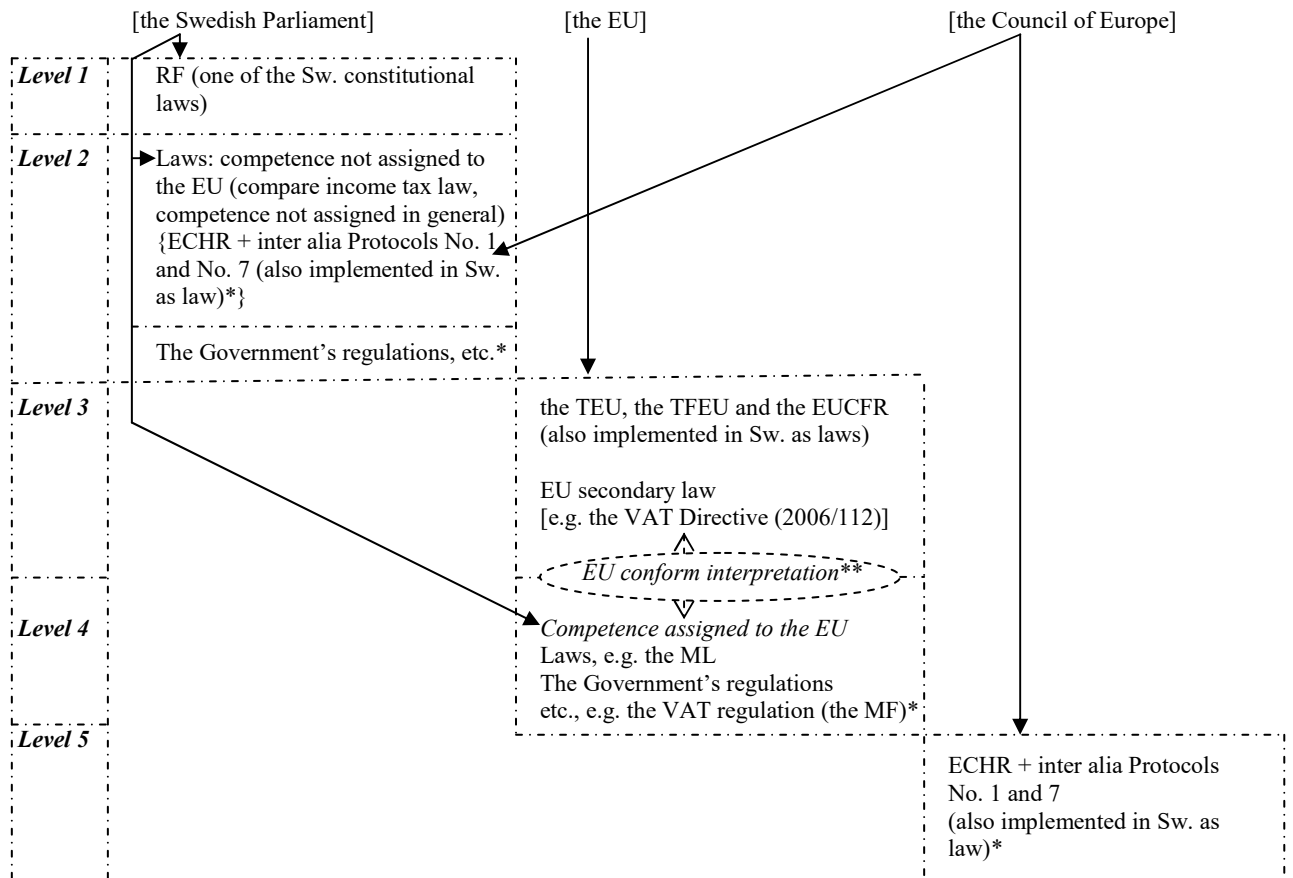 [the Swedish Parliament] [the EU] [the Council of Europe]
Level 1
RF (one of the Sw. constitutional
laws)
Level 2
Laws: competence not assigned to
the EU (compare income tax law,
competence not assigned in general)
{ECHR + inter alia Protocols No. 1
and No. 7 (also implemented in Sw.
as law)*}
The Government’s regulations, etc.*
Level 3
the TEU, the TFEU and the EUCFR
(also implemented in Sw. as laws)
EU secondary law
[e.g. the VAT Directive (2006/112)]
EU conform interpretation**
Level 4
Competence assigned to the EU
Laws, e.g. the ML
The Government’s regulations
etc., e.g. the VAT regulation (the MF)*
Level 5
ECHR + inter alia Protocols
No. 1 and 7
(also implemented in Sw. as
law)*